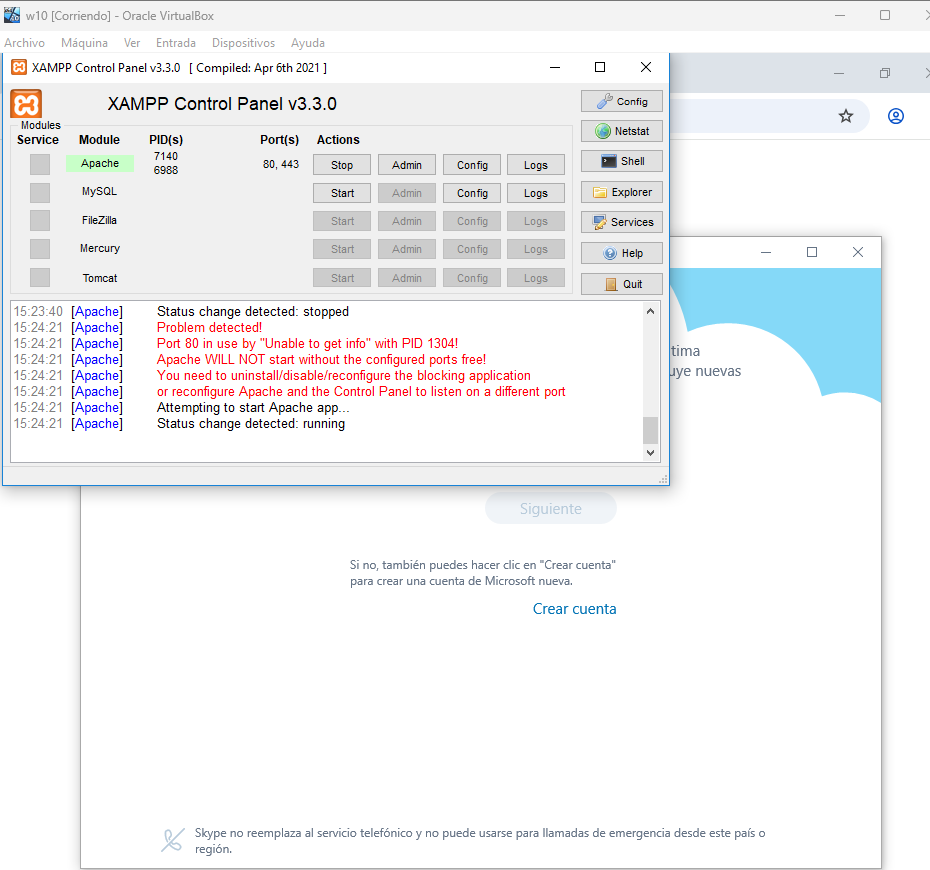 w10 [Corriendo] - Oracle VirtualBox
Archivo Máquina Ver Entrada Dispositivos Ayuda
XAMPP Control Panel v3.3.0 [ Compiled: Apr 6th 2021 ]
XAMPP Control Panel v3.3.0
Config
Modules
Service Module PID(s) Port(s) Actions
Netstat
Apache 7140 6988 80, 443 Stop Admin Config Logs
Shell
MySQL Start Admin Config Logs
Explorer
FileZilla Start Admin Config Logs
Services
Mercury Start Admin Config Logs
Help
Tomcat Start Admin Config Logs
Quit
15:23:40 [Apache] Status change detected: stopped
15:24:21 [Apache] Problem detected!
15:24:21 [Apache] Port 80 in use by "Unable to get info" with PID 1304!
15:24:21 [Apache] Apache WILL NOT start without the configured ports free!
15:24:21 [Apache] You need to uninstall/disable/reconfigure the blocking application
15:24:21 [Apache] or reconfigure Apache and the Control Panel to listen on a different port
15:24:21 [Apache] Attempting to start Apache app...
15:24:21 [Apache] Status change detected: running
tima
uye nuevas
Siguiente
Si no, también puedes hacer clic en "Crear cuenta"
para crear una cuenta de Microsoft nueva.
Crear cuenta
Skype no reemplaza al servicio telefónico y no puede usarse para llamadas de emergencia desde este país o
región.